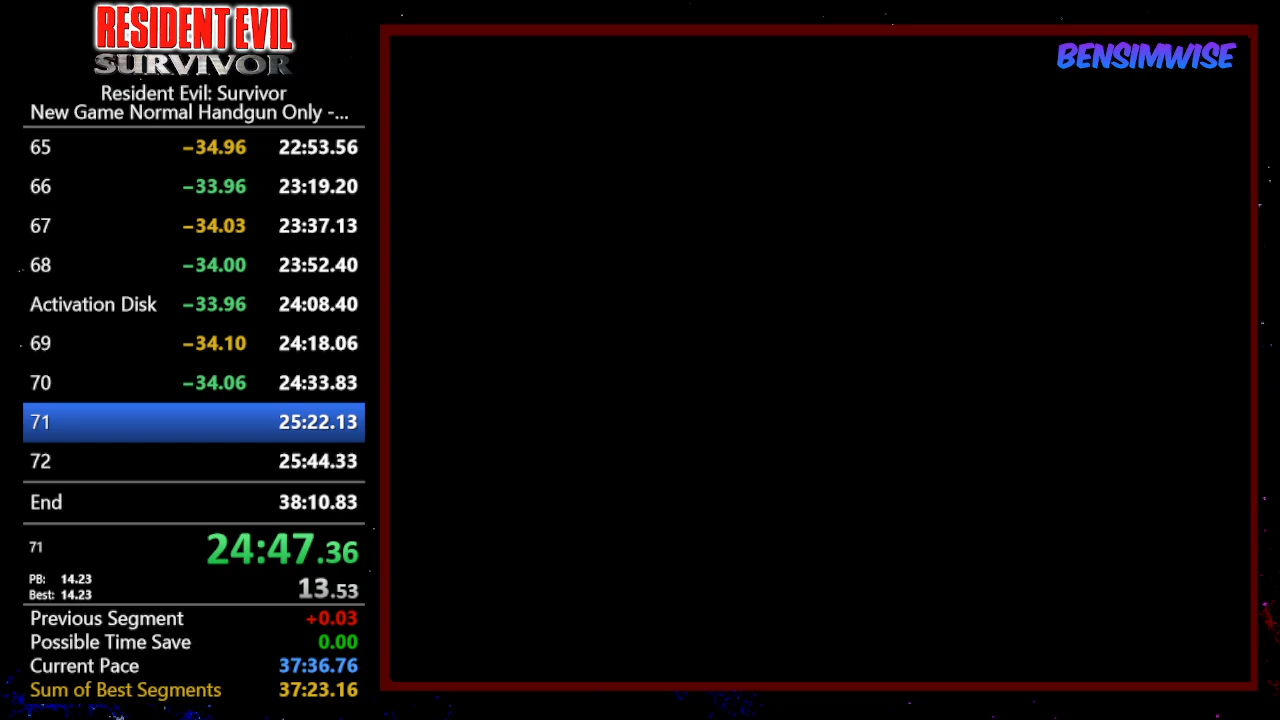 RESIDENT EVIL
SURVIVOR
Resident Evil: Survivor
New Game Normal Handgun Only -...
65 −34.96 22:53.56
66 −33.96 23:19.20
67 −34.03 23:37.13
68 −34.00 23:52.40
Activation Disk −33.96 24:08.40
69 −34.10 24:18.06
70 −34.06 24:33.83
71 25:22.13
72 25:44.33
End 38:10.83
71 24:47.36
PB: 14.23
Best: 14.23
13.53
Previous Segment +0.03
Possible Time Save 0.00
Current Pace 37:36.76
Sum of Best Segments 37:23.16
BENSIMWISE